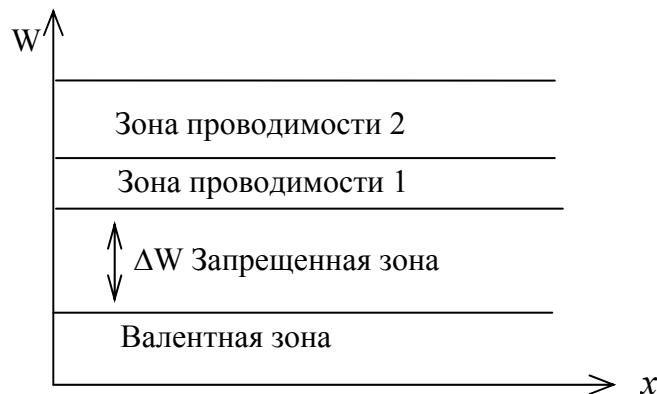 W
Зона проводимости 2
Зона проводимости 1
ΔW Запрещенная зона
Валентная зона
x